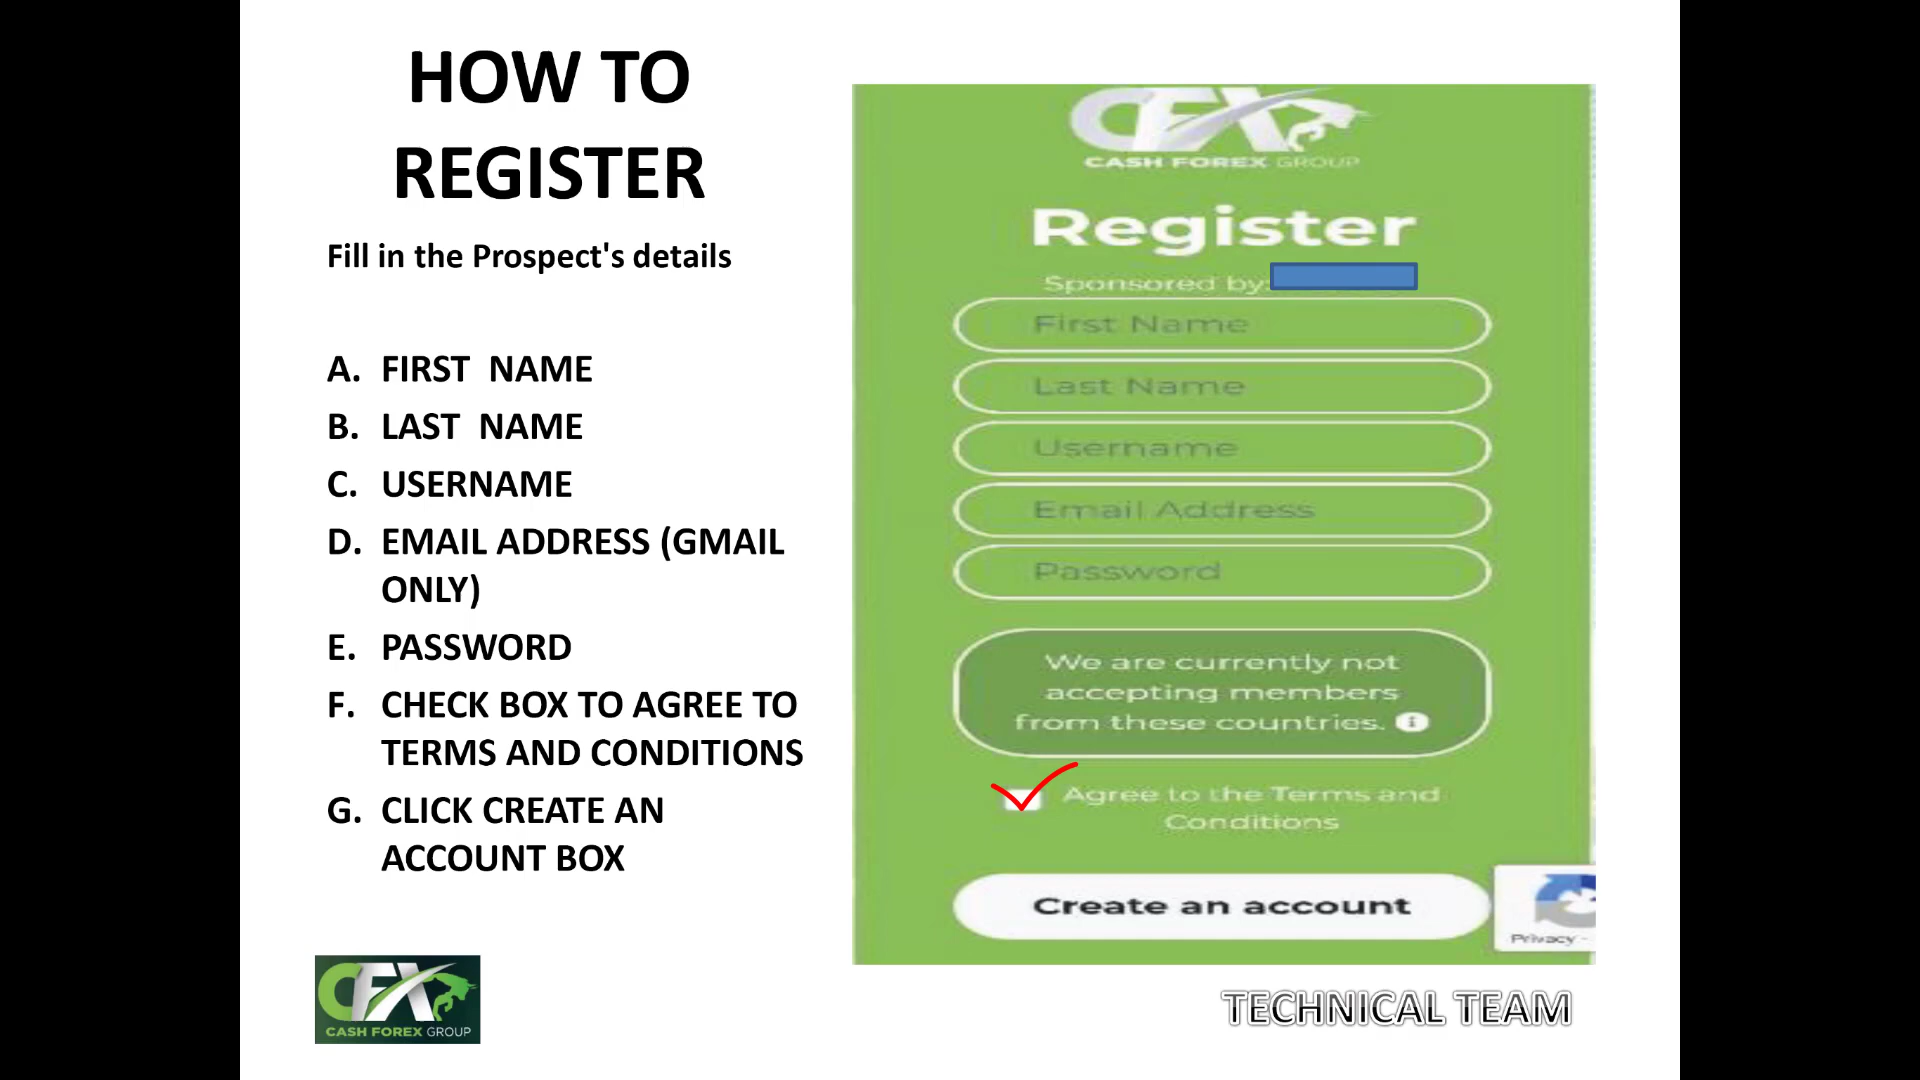 HOW TO
REGISTER
Fill in the Prospect's details
A. FIRST NAME
B. LAST NAME
C. USERNAME
D. EMAIL ADDRESS (GMAIL
ONLY)
E. PASSWORD
F. CHECK BOX TO AGREE TO
TERMS AND CONDITIONS
G. CLICK CREATE AN
ACCOUNT BOX
CFX
CASH FOREX GROUP
CFX
CASH FOREX GROUP
Register
Sponsored by:
First Name
Last Name
Username
Email Address
Password
We are currently not
accepting members
from these countries.
Agree to the Terms and
Conditions
Create an account
Privacy -
TECHNICAL TEAM